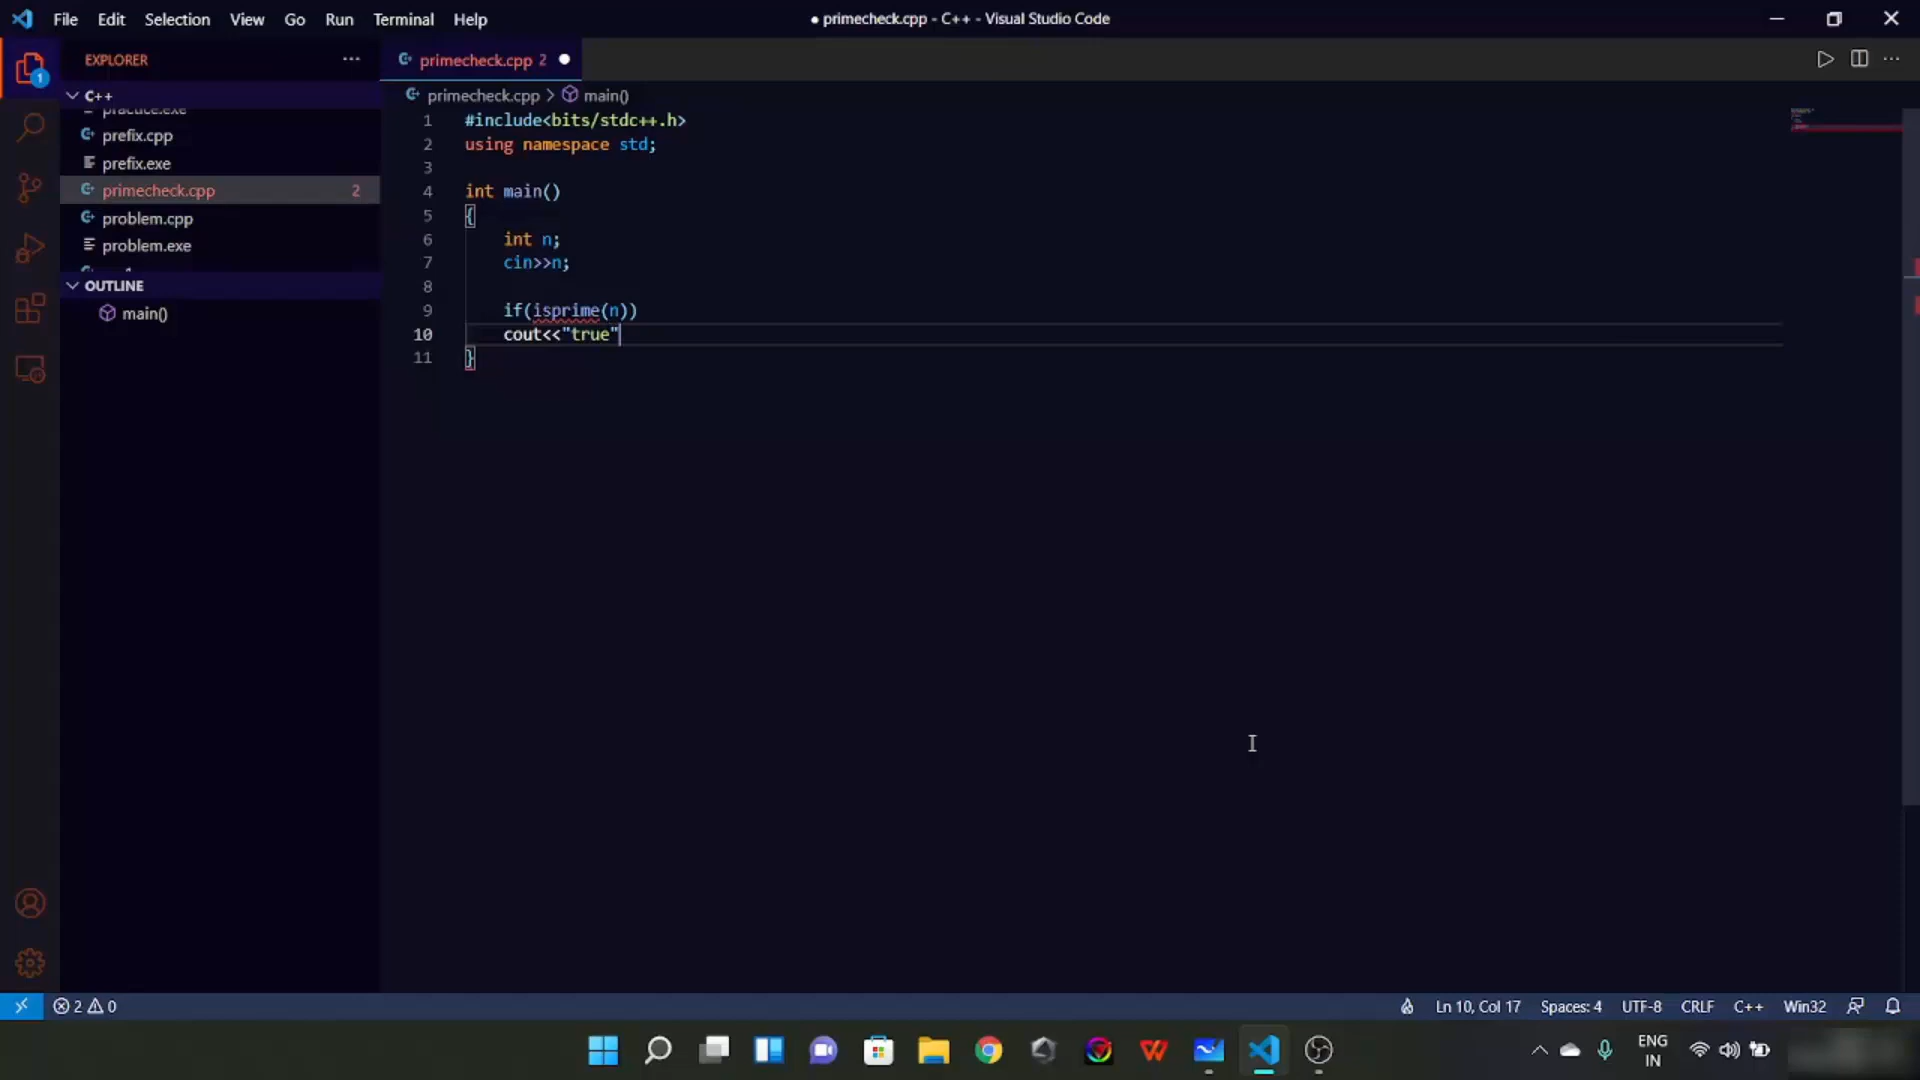 File Edit Selection View Go Run Terminal Help
● primecheck.cpp - C++ - Visual Studio Code
1
EXPLORER ···
primecheck.cpp 2 ●
C++
primecheck.cpp > main()
practice.exe
prefix.cpp
prefix.exe
primecheck.cpp 2
problem.cpp
problem.exe
OUTLINE
main()
1 #include<bits/stdc++.h>
2 using namespace std;
3
4 int main()
5 {
6 int n;
7 cin>>n;
8
9 if(isprime(n))
10 cout<<"true"
11 }
2 0
Ln 10, Col 17 Spaces: 4 UTF-8 CRLF C++ Win32
ENG
IN